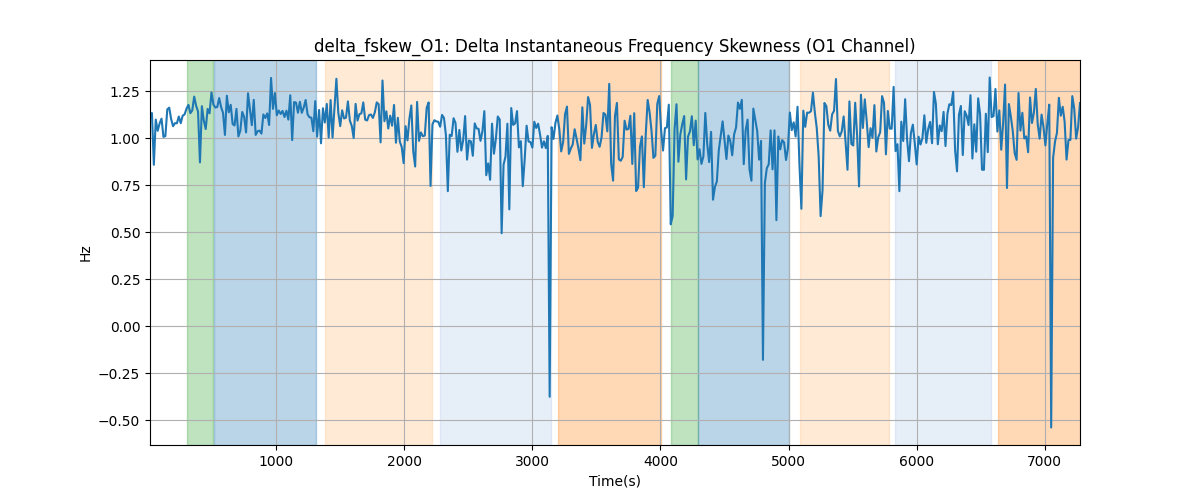 delta_fskew_O1: Delta Instantaneous Frequency Skewness (O1 Channel)
1.25
1.00
0.75
0.50
0.25
0.00
−0.25
−0.50
Hz
1000 2000 3000 4000 5000 6000 7000
Time(s)